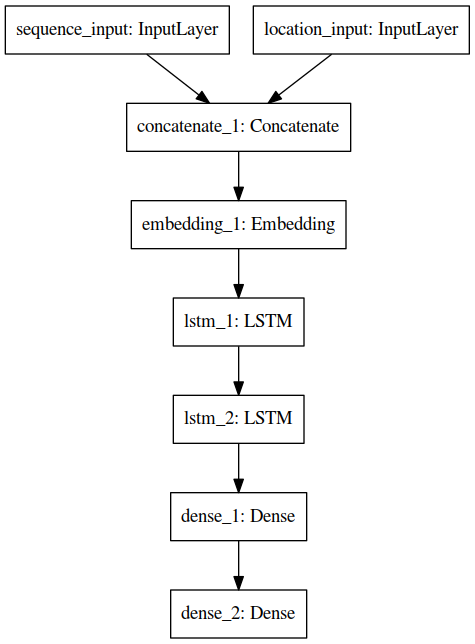 sequence_input: InputLayer
location_input: InputLayer
concatenate_1: Concatenate
embedding_1: Embedding
lstm_1: LSTM
lstm_2: LSTM
dense_1: Dense
dense_2: Dense